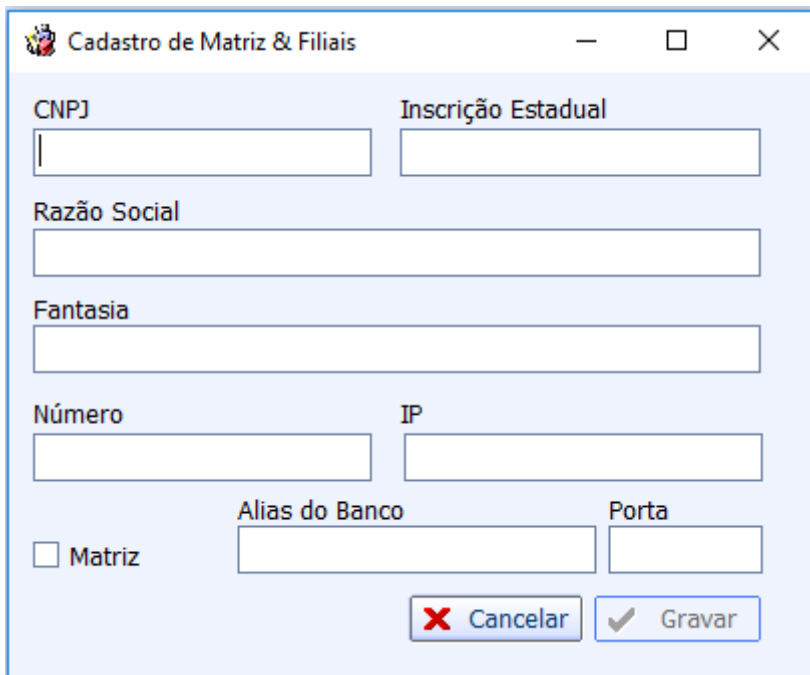 Cadastro de Matriz & Filiais
CNPJ Inscrição Estadual
Razão Social
Fantasia
Número IP
Alias do Banco Porta
Matriz
Cancelar Gravar